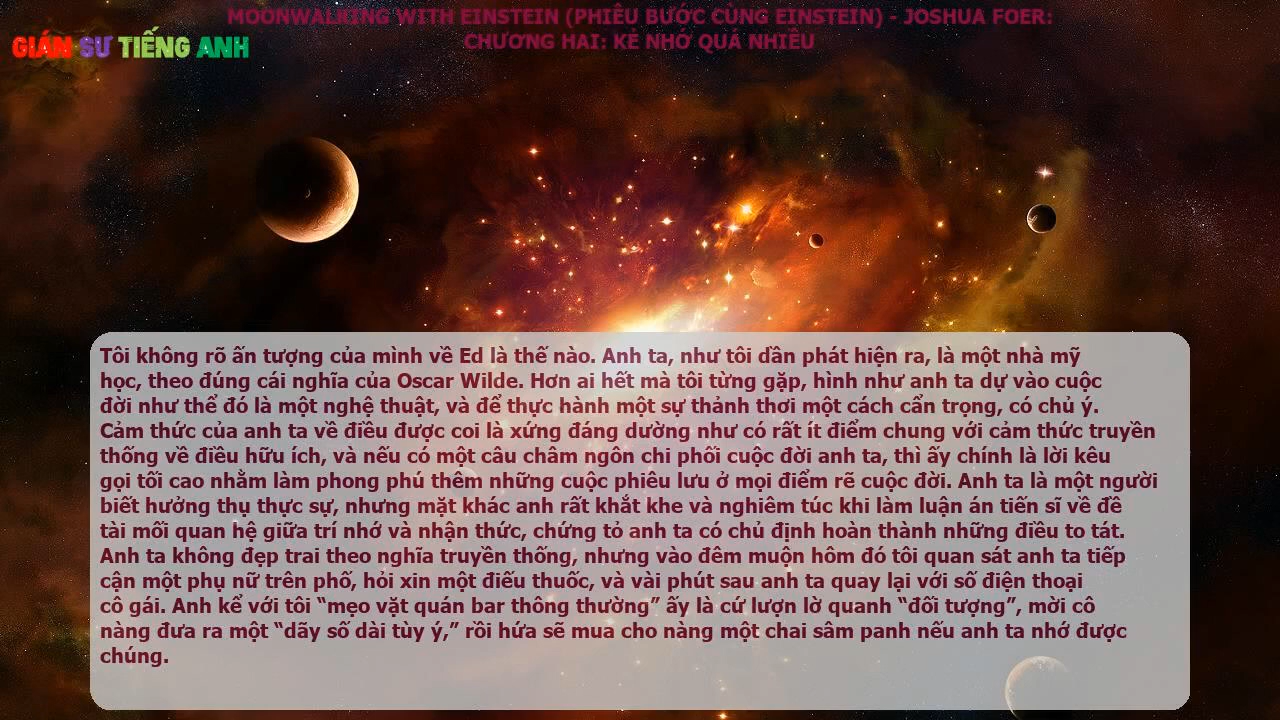 MOONWALKING WITH EINSTEIN (PHIÊU BƯỚC CÙNG EINSTEIN) - JOSHUA FOER:
CHƯƠNG HAI: KẺ NHỚ QUÁ NHIỀU
GIÁN SƯ TIẾNG ANH
Tôi không rõ ấn tượng của mình về Ed là thế nào. Anh ta, như tôi dần phát hiện ra, là một nhà mỹ
học, theo đúng cái nghĩa của Oscar Wilde. Hơn ai hết mà tôi từng gặp, hình như anh ta dự vào cuộc
đời như thể đó là một nghệ thuật, và để thực hành một sự thảnh thơi một cách cẩn trọng, có chủ ý.
Cảm thức của anh ta về điều được coi là xứng đáng dường như có rất ít điểm chung với cảm thức truyền
thống về điều hữu ích, và nếu có một câu châm ngôn chi phối cuộc đời anh ta, thì ấy chính là lời kêu
gọi tối cao nhằm làm phong phú thêm những cuộc phiêu lưu ở mọi điểm rẽ cuộc đời. Anh ta là một người
biết hưởng thụ thực sự, nhưng mặt khác anh rất khắt khe và nghiêm túc khi làm luận án tiến sĩ về đề
tài mối quan hệ giữa trí nhớ và nhận thức, chứng tỏ anh ta có chủ định hoàn thành những điều to tát.
Anh ta không đẹp trai theo nghĩa truyền thống, nhưng vào đêm muộn hôm đó tôi quan sát anh ta tiếp
cận một phụ nữ trên phố, hỏi xin một điếu thuốc, và vài phút sau anh ta quay lại với số điện thoại
cô gái. Anh kể với tôi “mẹo vặt quán bar thông thường” ấy là cứ lượn lờ quanh “đối tượng”, mời cô
nàng đưa ra một “dãy số dài tùy ý,” rồi hứa sẽ mua cho nàng một chai sâm panh nếu anh ta nhớ được
chúng.